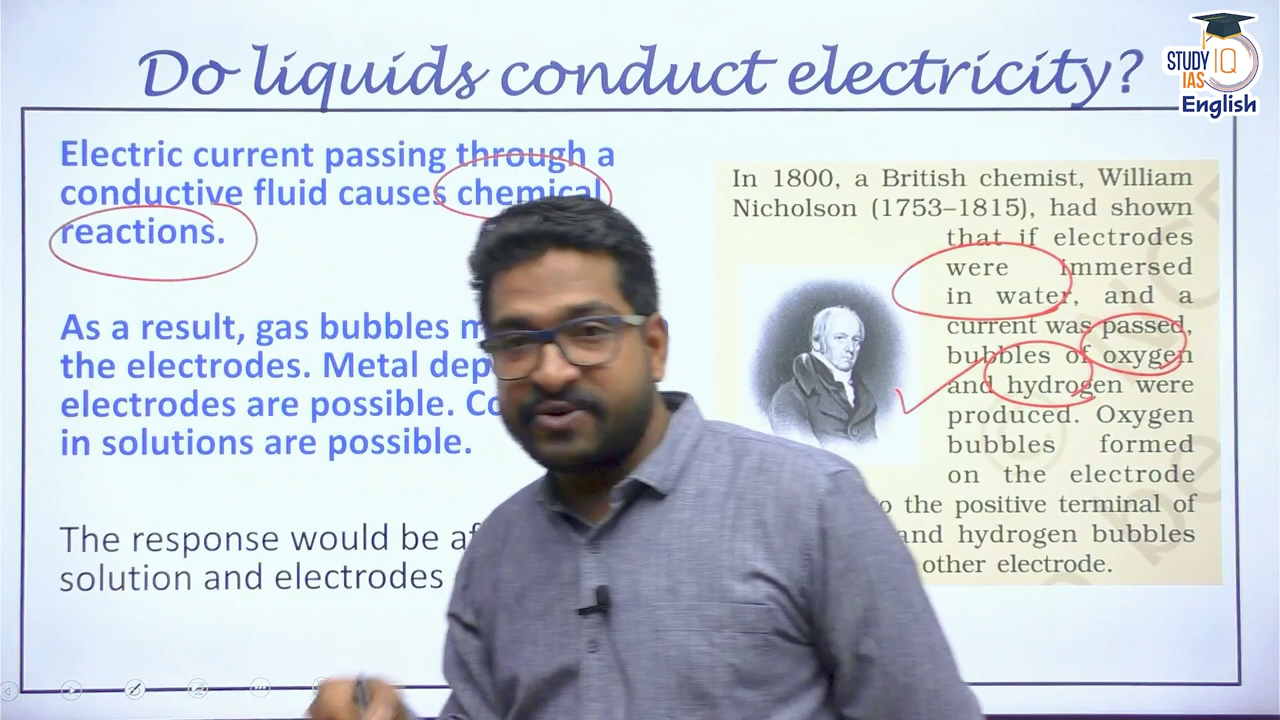 Do liquids conduct electricity?
STUDY IQ
IAS
English
Electric current passing through a
conductive fluid causes chemical
reactions.
As a result, gas bubbles
the electrodes. Metal
electrodes are possible.
in solutions are possible.
The response would be
solution and electrodes
In 1800, a British chemist, William
Nicholson (1753–1815), had shown
that if electrodes
were immersed
in water, and a
current was passed,
bubbles of oxygen
and hydrogen were
produced. Oxygen
bubbles formed
on the electrode
the positive terminal of
and hydrogen bubbles
other electrode.